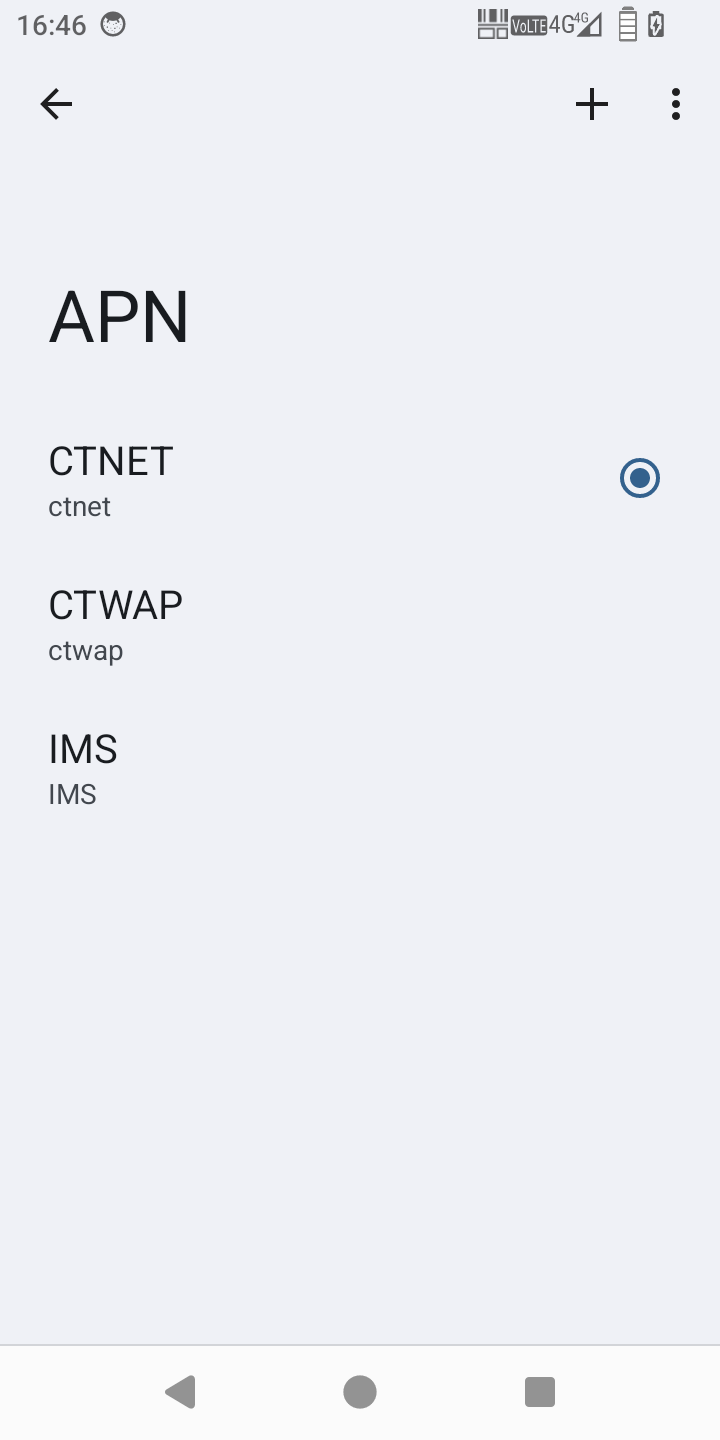 16:46 VoLTE 4G 4G
APN
CTNET
ctnet
CTWAP
ctwap
IMS
IMS